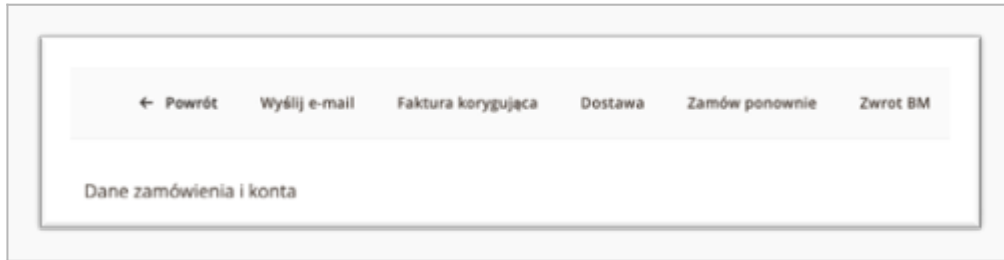 ← Powrót Wyślij e-mail Faktura korygująca Dostawa Zamów ponownie Zwrot BM
Dane zamówienia i konta